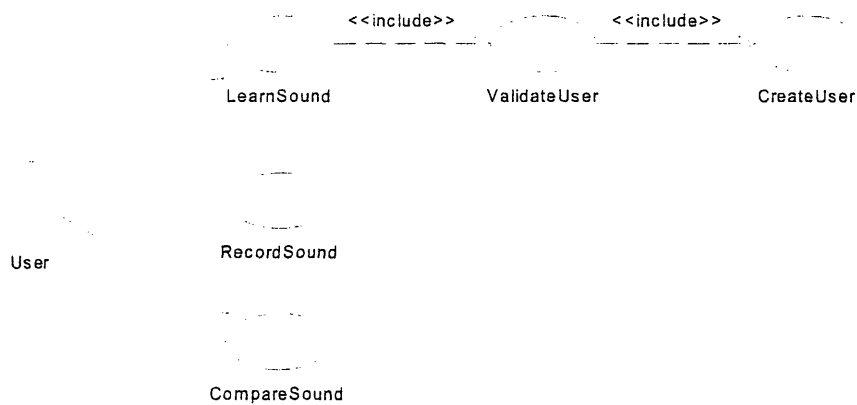 <<include>> <<include>>
LearnSound ValidateUser CreateUser
User RecordSound
CompareSound